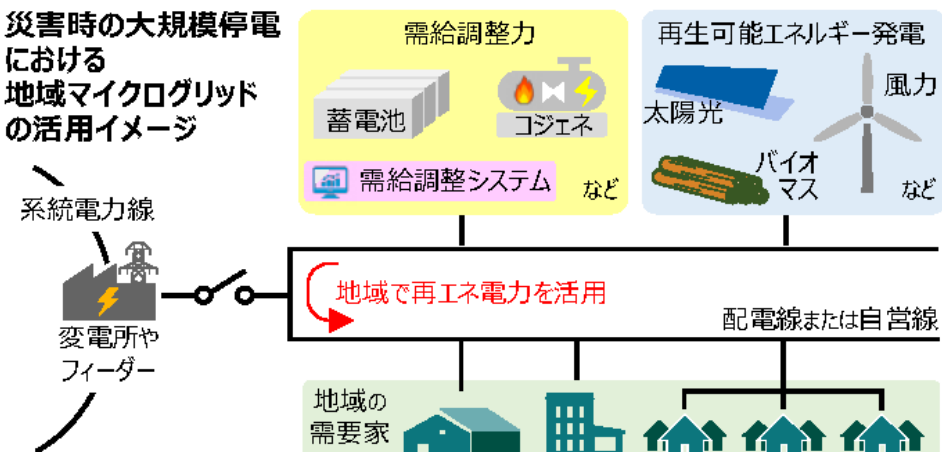 災害時の大規模停電
における
地域マイクログリッド
の活用イメージ
需給調整力
蓄電池
コジェネ
需給調整システム
など
再生可能エネルギー発電
太陽光
風力
バイオ
マス
など
系統電力線
変電所や
フィーダー
地域で再エネ電力を活用
配電線または自営線
地域の
需要家